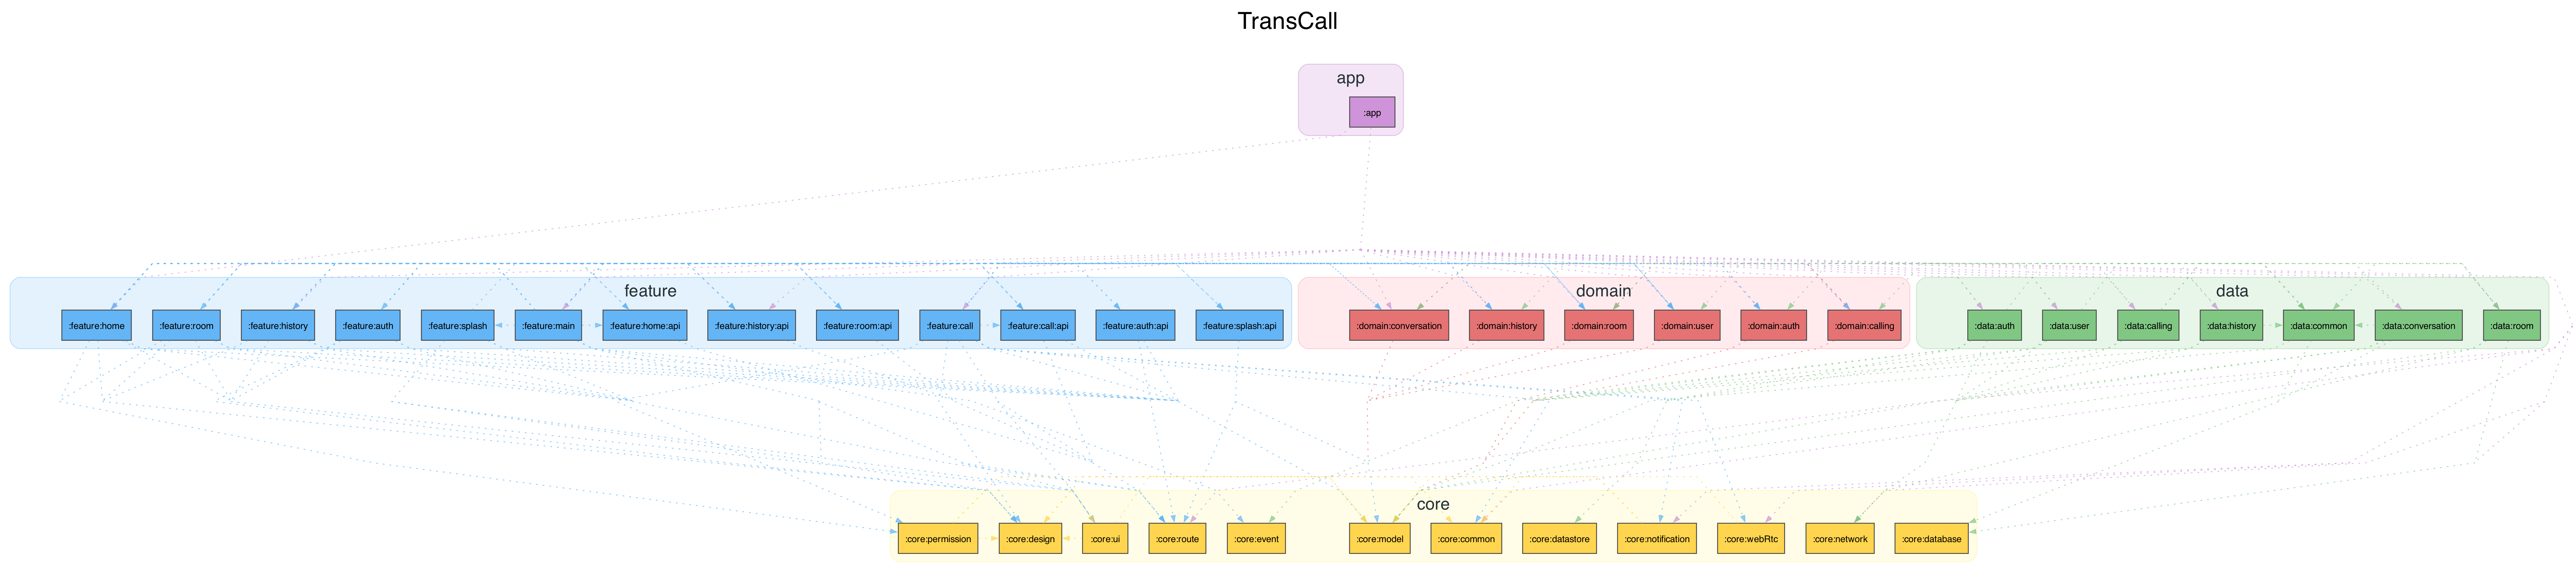 TransCall
app
:app
feature
domain
data
:feature:home
:feature:room
:feature:history
:feature:auth
:feature:splash
:feature:main
:feature:home:api
:feature:history:api
:feature:room:api
:feature:call
:feature:call:api
:feature:auth:api
:feature:splash:api
:domain:conversation
:domain:history
:domain:room
:domain:user
:domain:auth
:domain:calling
:data:auth
:data:user
:data:calling
:data:history
:data:common
:data:conversation
:data:room
core
:core:permission
:core:design
:core:ui
:core:route
:core:event
:core:model
:core:common
:core:datastore
:core:notification
:core:webRtc
:core:network
:core:database